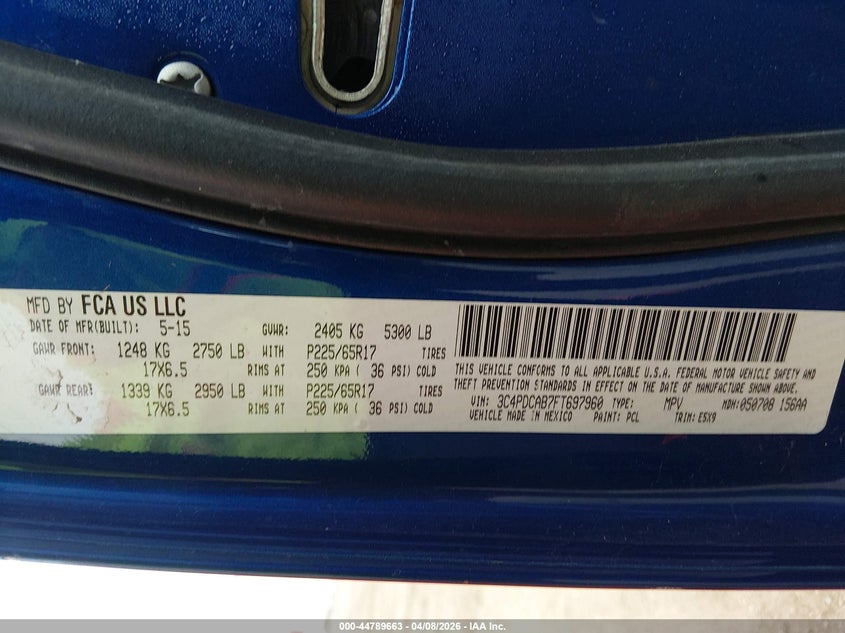 MFD BY FCA US LLC
DATE OF MFR(BUILT): 5-15 GVWR: 2405 KG 5300 LB
GAWR FRONT: 1248 KG 2750 LB WITH P225/65R17 TIRES
17X6.5 RIMS AT 250 KPA ( 36 PSI) COLD
GAWR REAR: 1339 KG 2950 LB WITH P225/65R17 TIRES
17X6.5 RIMS AT 250 KPA ( 36 PSI) COLD
THIS VEHICLE CONFORMS TO ALL APPLICABLE U.S.A. FEDERAL MOTOR VEHICLE SAFETY AND
THEFT PREVENTION STANDARDS IN EFFECT ON THE DATE OF MANUFACTURE SHOWN ABOVE.
VIN: 3C4PDCAB7FT697960 TYPE: MPV MDH: 050708 156AA
VEHICLE MADE IN MEXICO PAINT: PCL TRIM: E5X9
000-44789663 - 04/08/2026 - IAA Inc.